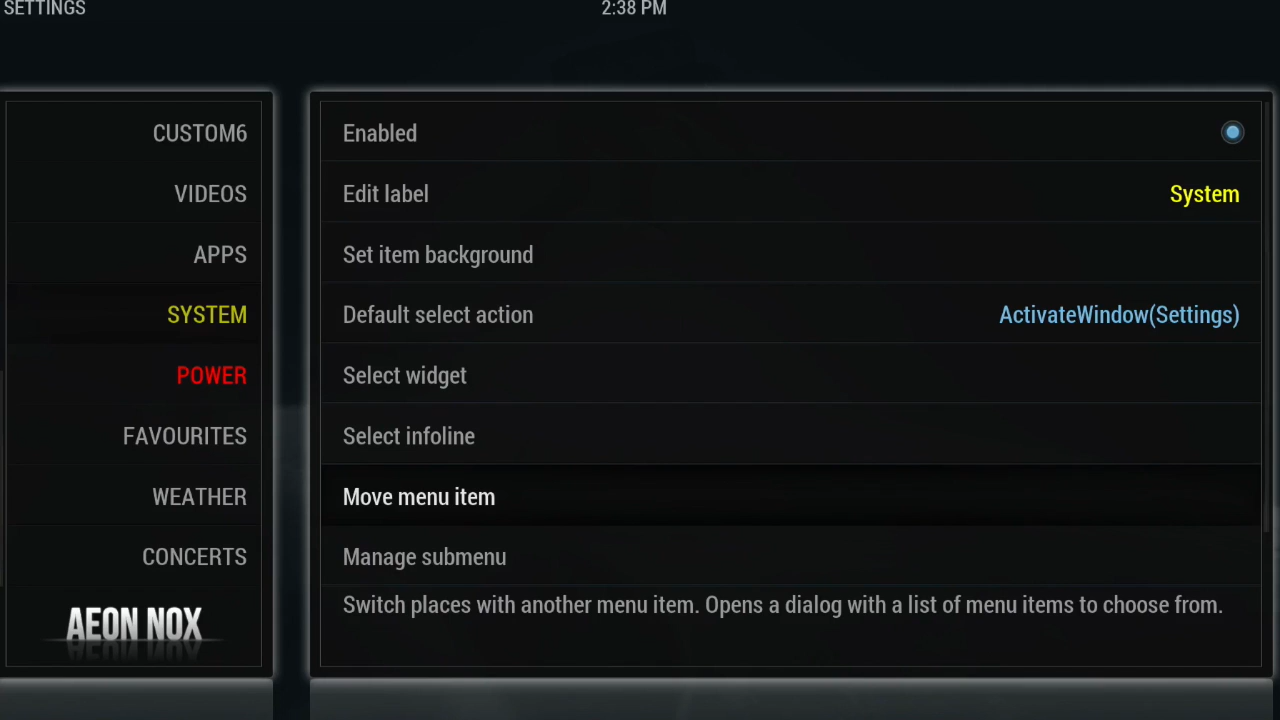 SETTINGS
2:38 PM
CUSTOM6
VIDEOS
APPS
SYSTEM
POWER
FAVOURITES
WEATHER
CONCERTS
AEON NOX
Enabled
Edit label System
Set item background
Default select action ActivateWindow(Settings)
Select widget
Select infoline
Move menu item
Manage submenu
Switch places with another menu item. Opens a dialog with a list of menu items to choose from.